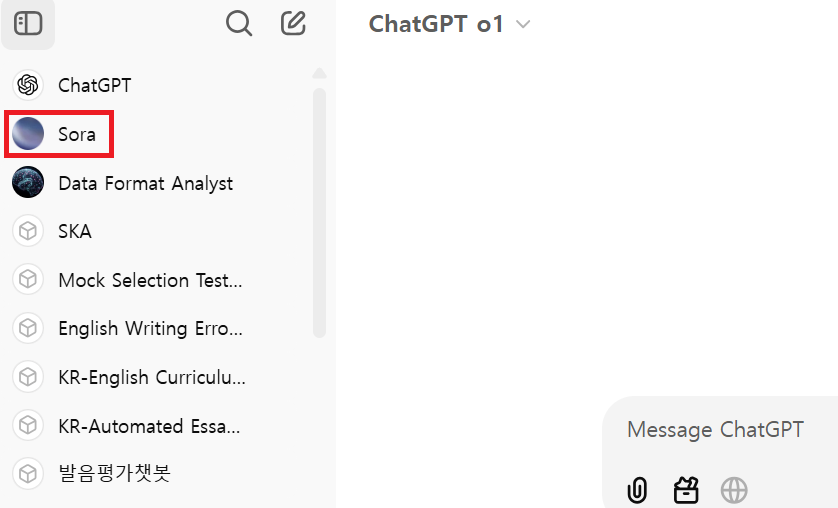 ChatGPT o1
ChatGPT
Sora
Data Format Analyst
SKA
Mock Selection Test...
English Writing Erro...
KR-English Curriculu...
KR-Automated Essa...
발음평가챗봇
Message ChatGPT